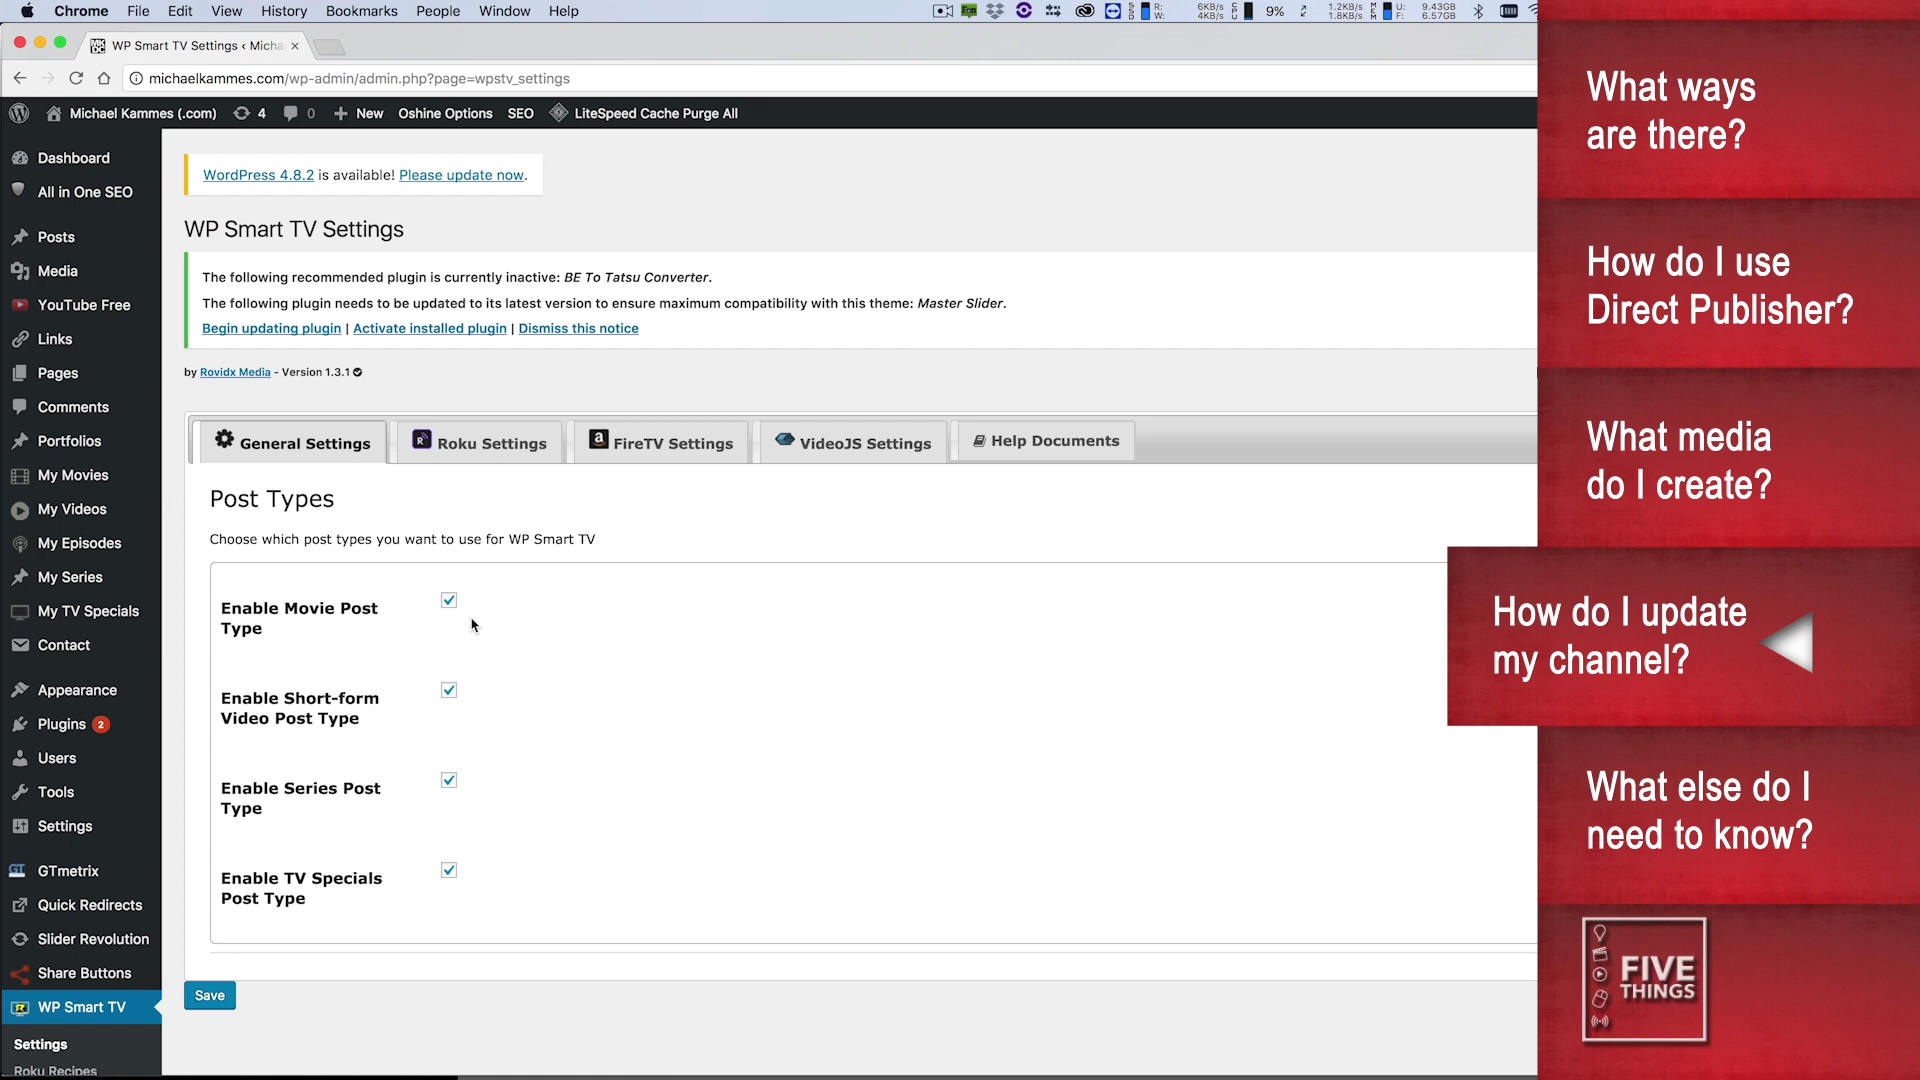 Chrome File Edit View History Bookmarks People Window Help
6KB/s 4KB/s 9% 1.2KB/s 1.8KB/s U: 9.43GB F: 6.57GB
WP Smart TV Settings ‹ Micha
michaelkammes.com/wp-admin/admin.php?page=wpstv_settings
Michael Kammes (.com) 4 0 New Oshine Options SEO LiteSpeed Cache Purge All
Dashboard
All in One SEO
Posts
Media
YouTube Free
Links
Pages
Comments
Portfolios
My Movies
My Videos
My Episodes
My Series
My TV Specials
Contact
Appearance
Plugins 2
Users
Tools
Settings
GTmetrix
Quick Redirects
Slider Revolution
Share Buttons
WP Smart TV
Settings
Roku Recipes
WordPress 4.8.2 is available! Please update now.
WP Smart TV Settings
The following recommended plugin is currently inactive: BE To Tatsu Converter.
The following plugin needs to be updated to its latest version to ensure maximum compatibility with this theme: Master Slider.
Begin updating plugin | Activate installed plugin | Dismiss this notice
by Rovidx Media - Version 1.3.1
General Settings Roku Settings FireTV Settings VideoJS Settings Help Documents
Post Types
Choose which post types you want to use for WP Smart TV
Enable Movie Post
Type
Enable Short-form
Video Post Type
Enable Series Post
Type
Enable TV Specials
Post Type
Save
What ways
are there?
How do I use
Direct Publisher?
What media
do I create?
How do I update
my channel?
What else do I
need to know?
FIVE
THINGS